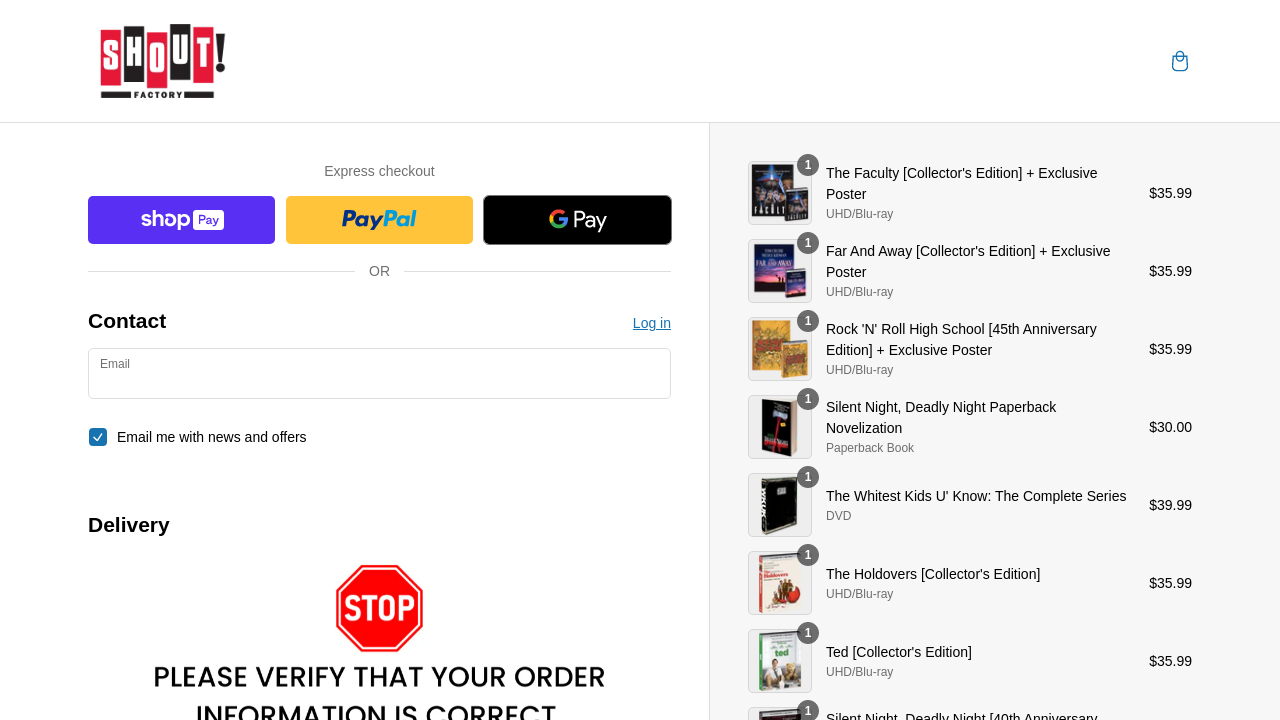 SHOUT!
FACTORY
Express checkout
shop Pay
PayPal
G Pay
OR
Contact
Log in
Email
Email me with news and offers
Delivery
STOP
PLEASE VERIFY THAT YOUR ORDER
INFORMATION IS CORRECT
1
The Faculty [Collector's Edition] + Exclusive
Poster
UHD/Blu-ray
$35.99
1
Far And Away [Collector's Edition] + Exclusive
Poster
UHD/Blu-ray
$35.99
1
Rock 'N' Roll High School [45th Anniversary
Edition] + Exclusive Poster
UHD/Blu-ray
$35.99
1
Silent Night, Deadly Night Paperback
Novelization
Paperback Book
$30.00
1
The Whitest Kids U' Know: The Complete Series
DVD
$39.99
1
The Holdovers [Collector's Edition]
UHD/Blu-ray
$35.99
1
Ted [Collector's Edition]
UHD/Blu-ray
$35.99
1
Silent Night, Deadly Night [40th Anniversary